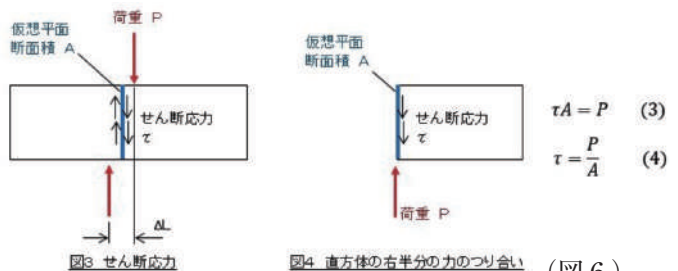 荷重 P
仮想平面
断面積 A
せん断応力
τ
ΔL
図3 せん断応力
仮想平面
断面積 A
せん断応力
τ
荷重 P
図4 直方体の右半分の力のつり合い
τA = P (3)
τ = P/A (4)
(図6)